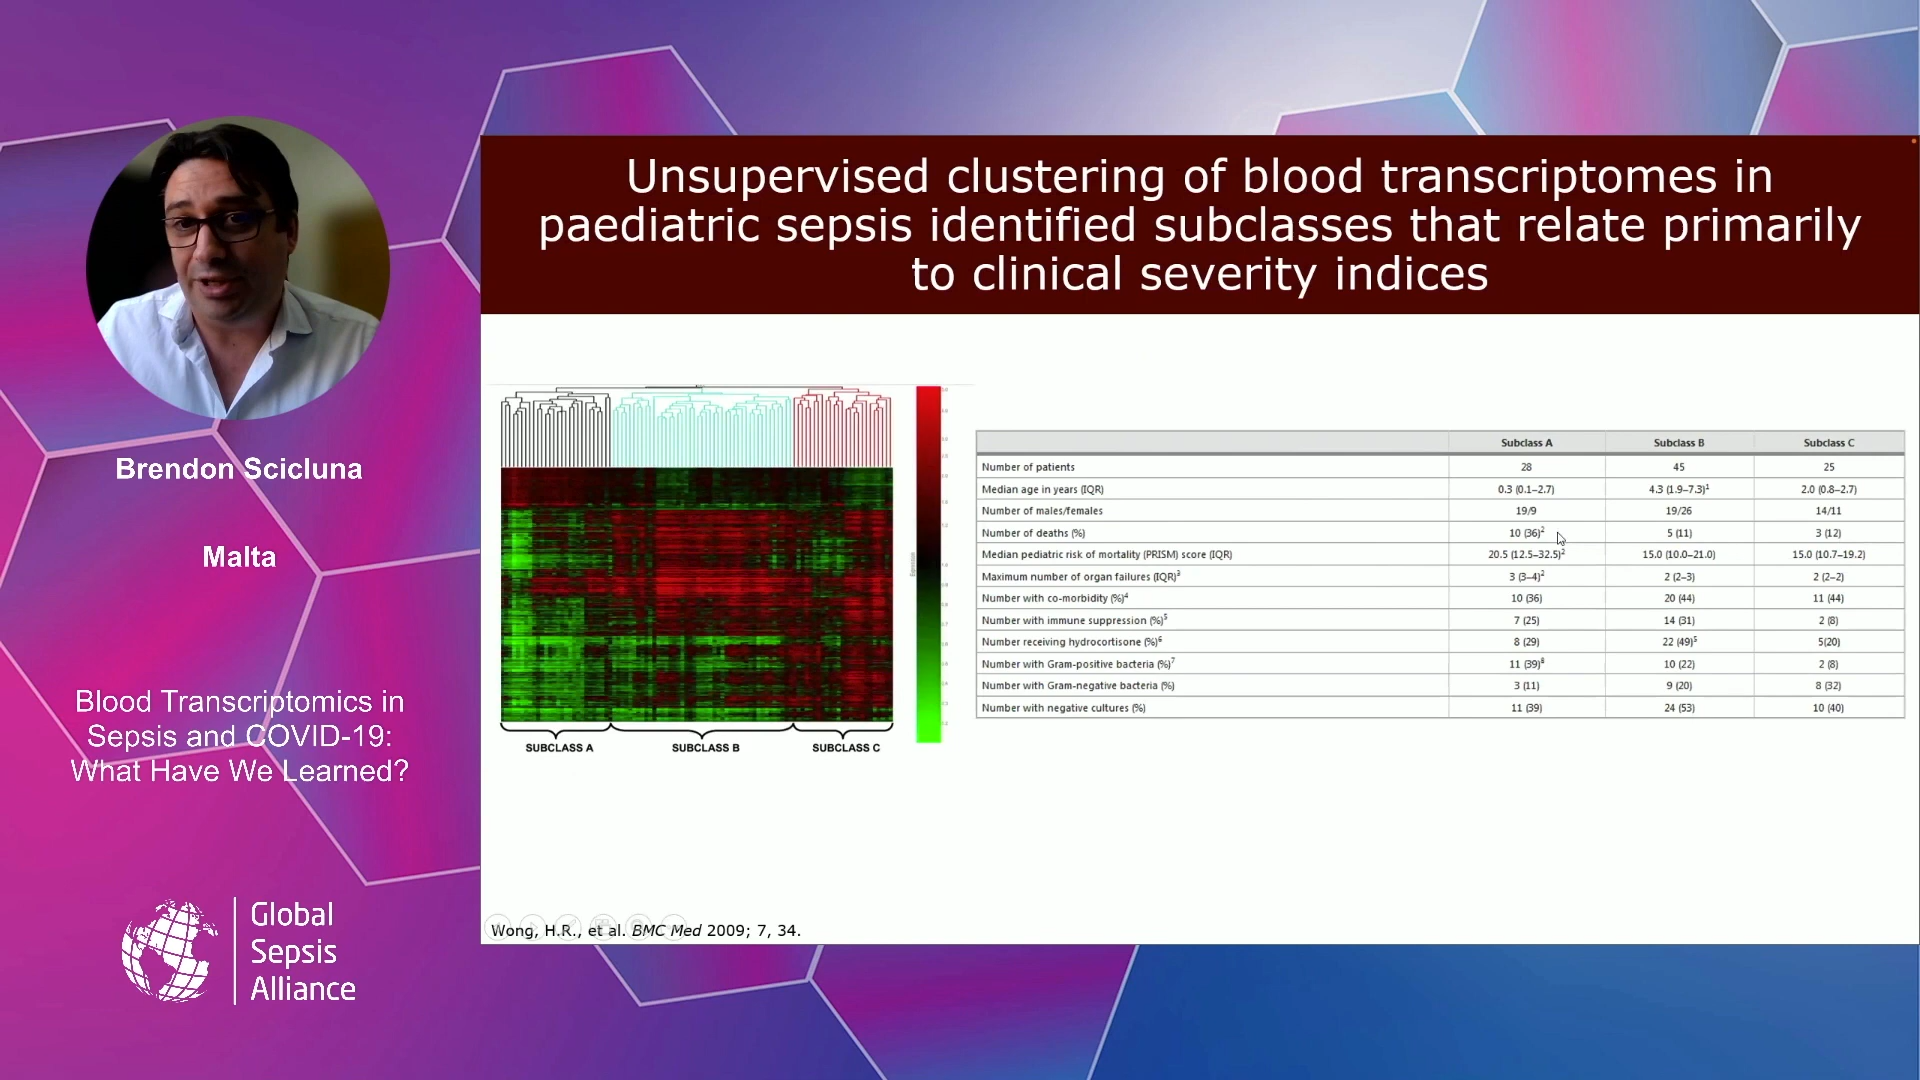 Unsupervised clustering of blood transcriptomes in
paediatric sepsis identified subclasses that relate primarily
to clinical severity indices
Brendon Scicluna
Malta
Blood Transcriptomics in
Sepsis and COVID-19:
What Have We Learned?
Global
Sepsis
Alliance
SUBCLASS A SUBCLASS B SUBCLASS C
Expression
Subclass A Subclass B Subclass C
Number of patients 28 45 25
Median age in years (IQR) 0.3 (0.1–2.7) 4.3 (1.9–7.3)1 2.0 (0.8–2.7)
Number of males/females 19/9 19/26 14/11
Number of deaths (%) 10 (36)2 5 (11) 3 (12)
Median pediatric risk of mortality (PRISM) score (IQR) 20.5 (12.5–32.5)2 15.0 (10.0–21.0) 15.0 (10.7–19.2)
Maximum number of organ failures (IQR)3 3 (3–4)2 2 (2–3) 2 (2–2)
Number with co-morbidity (%)4 10 (36) 20 (44) 11 (44)
Number with immune suppression (%)5 7 (25) 14 (31) 2 (8)
Number receiving hydrocortisone (%)6 8 (29) 22 (49)5 5(20)
Number with Gram-positive bacteria (%)7 11 (39)8 10 (22) 2 (8)
Number with Gram-negative bacteria (%) 3 (11) 9 (20) 8 (32)
Number with negative cultures (%) 11 (39) 24 (53) 10 (40)
Wong, H.R., et al. BMC Med 2009; 7, 34.